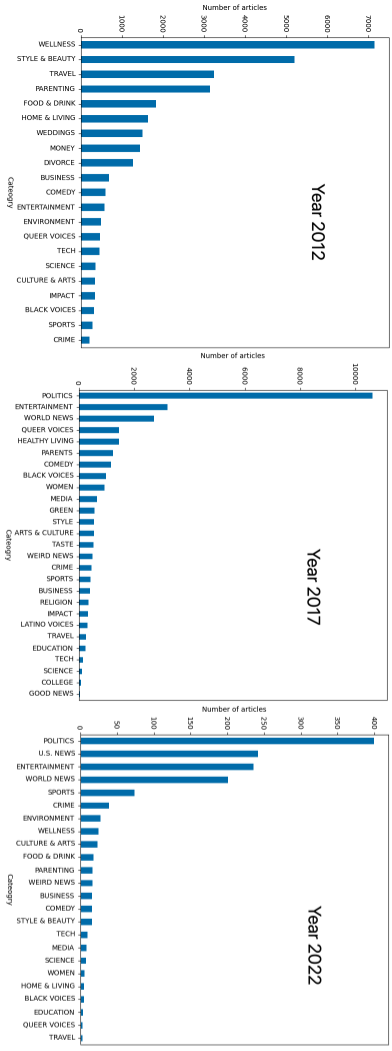 Number of articles
0 1000 2000 3000 4000 5000 6000 7000
WELLNESS
STYLE & BEAUTY
TRAVEL
PARENTING
FOOD & DRINK
HOME & LIVING
WEDDINGS
MONEY
DIVORCE
BUSINESS
COMEDY
ENTERTAINMENT
ENVIRONMENT
QUEER VOICES
TECH
SCIENCE
CULTURE & ARTS
IMPACT
BLACK VOICES
SPORTS
CRIME
Cateogry
Year 2012
Number of articles
0 2000 4000 6000 8000 10000
POLITICS
ENTERTAINMENT
WORLD NEWS
QUEER VOICES
HEALTHY LIVING
PARENTS
COMEDY
BLACK VOICES
WOMEN
MEDIA
GREEN
STYLE
ARTS & CULTURE
TASTE
WEIRD NEWS
CRIME
SPORTS
BUSINESS
RELIGION
IMPACT
LATINO VOICES
TRAVEL
EDUCATION
TECH
SCIENCE
COLLEGE
GOOD NEWS
Cateogry
Year 2017
Number of articles
0 50 100 150 200 250 300 350 400
POLITICS
U.S. NEWS
ENTERTAINMENT
WORLD NEWS
SPORTS
CRIME
ENVIRONMENT
WELLNESS
CULTURE & ARTS
FOOD & DRINK
PARENTING
WEIRD NEWS
BUSINESS
COMEDY
STYLE & BEAUTY
TECH
MEDIA
SCIENCE
WOMEN
HOME & LIVING
BLACK VOICES
EDUCATION
QUEER VOICES
TRAVEL
Cateogry
Year 2022